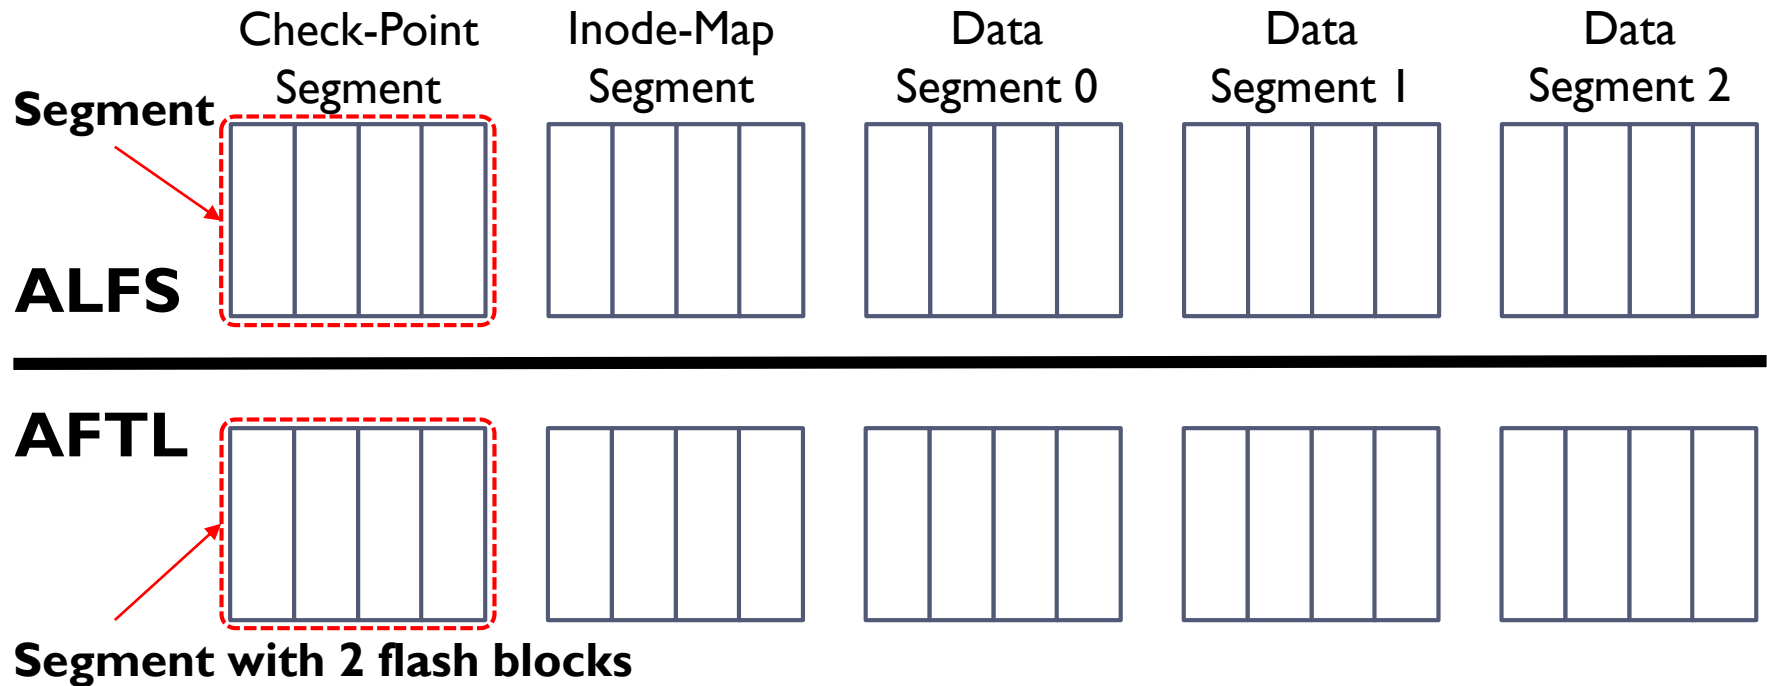 Check-Point
Segment
Inode-Map
Segment
Data
Segment 0
Data
Segment 1
Data
Segment 2
Segment
ALFS
AFTL
Segment with 2 flash blocks